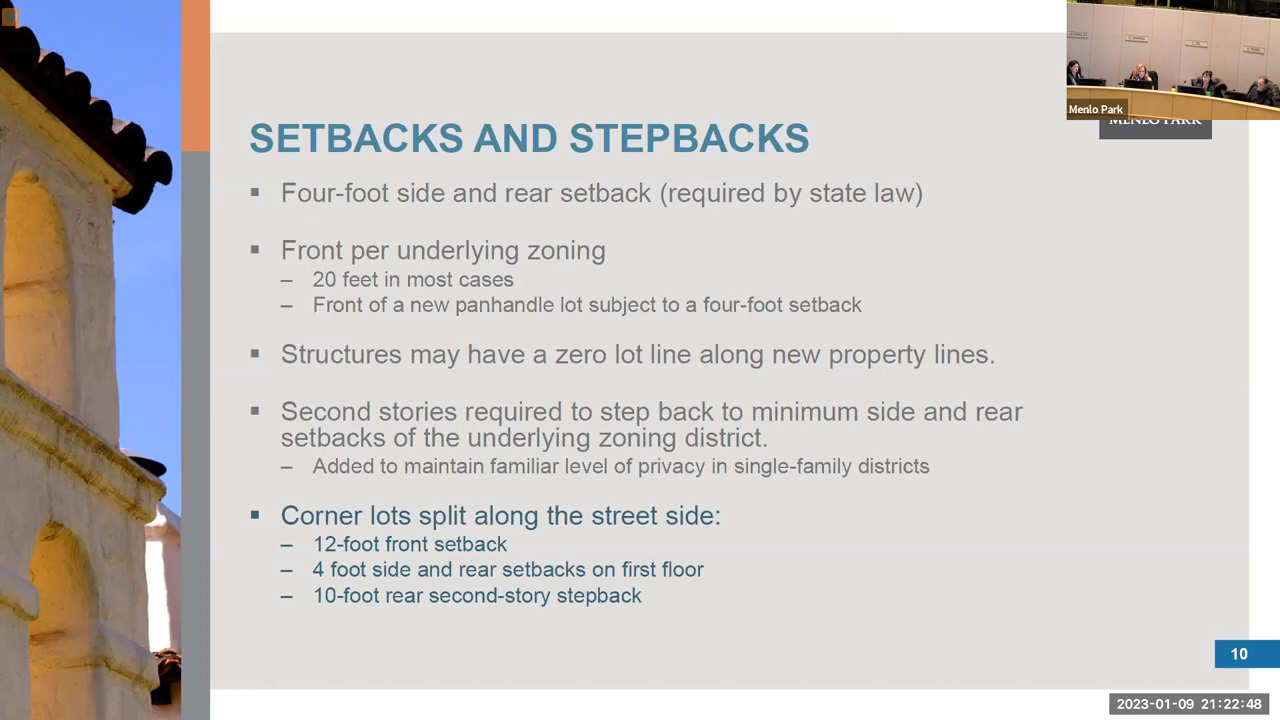 Menlo Park
MENLO PARK
SETBACKS AND STEPBACKS
▪ Four-foot side and rear setback (required by state law)
▪ Front per underlying zoning
– 20 feet in most cases
– Front of a new panhandle lot subject to a four-foot setback
▪ Structures may have a zero lot line along new property lines.
▪ Second stories required to step back to minimum side and rear
setbacks of the underlying zoning district.
– Added to maintain familiar level of privacy in single-family districts
▪ Corner lots split along the street side:
– 12-foot front setback
– 4 foot side and rear setbacks on first floor
– 10-foot rear second-story stepback
10
2023-01-09 21:22:48